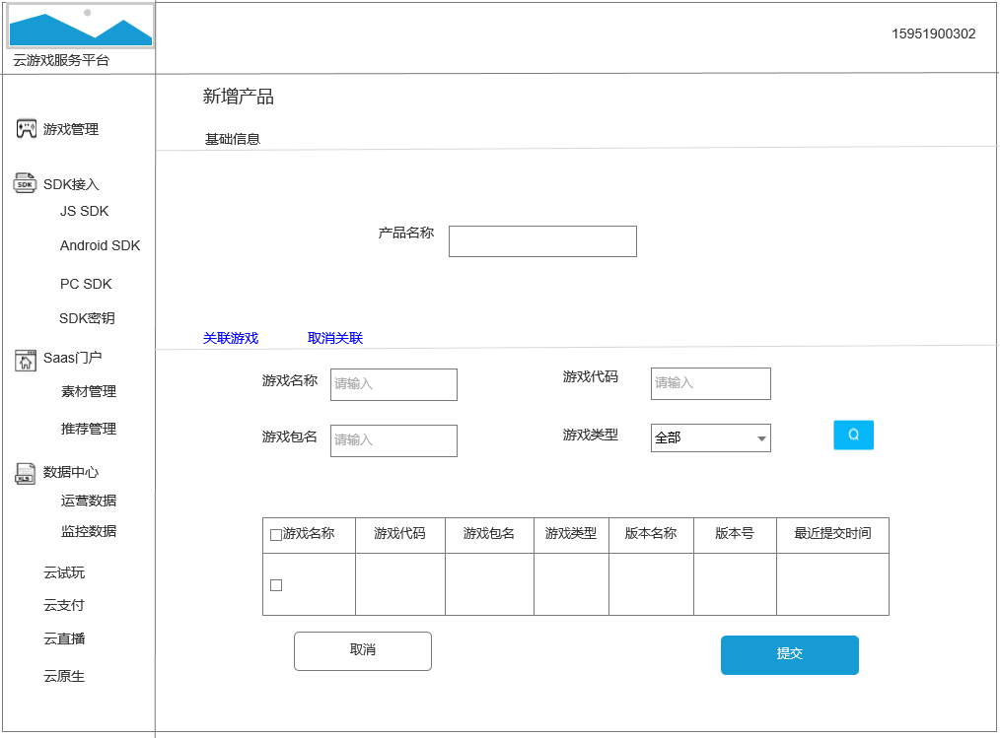 15951900302
云游戏服务平台
新增产品
游戏管理
基础信息
SDK
SDK接入
JS SDK
Android SDK
PC SDK
SDK密钥
Saas门户
素材管理
推荐管理
XLS
数据中心
运营数据
监控数据
云试玩
云支付
云直播
云原生
产品名称
关联游戏 取消关联
游戏名称 请输入 游戏代码 请输入
游戏包名 请输入 游戏类型 全部
游戏名称 游戏代码 游戏包名 游戏类型 版本名称 版本号 最近提交时间
取消 提交